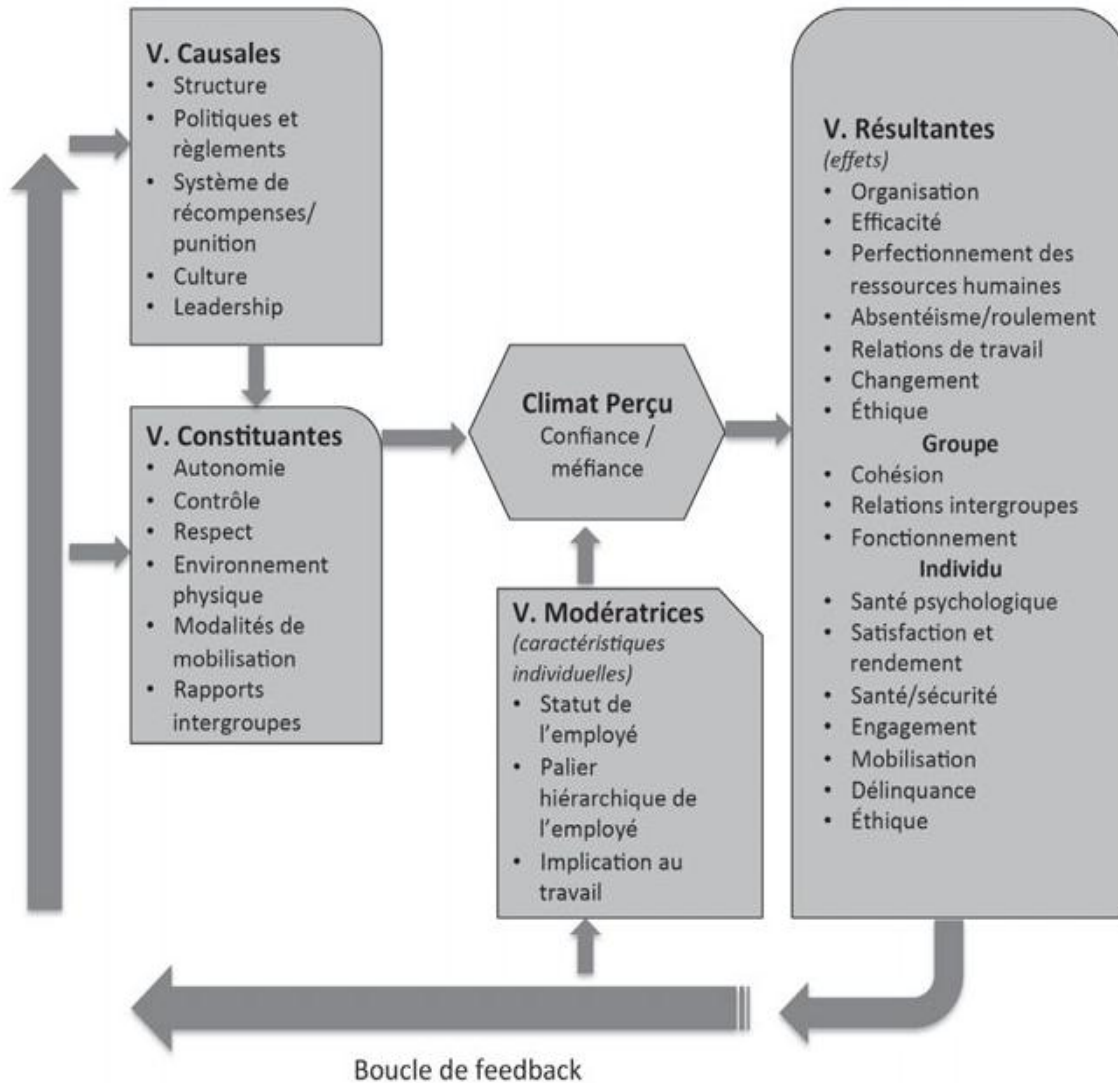 V. Causales
• Structure
• Politiques et
règlements
• Système de
récompenses/
punition
• Culture
• Leadership
V. Constituantes
• Autonomie
• Contrôle
• Respect
• Environnement
physique
• Modalités de
mobilisation
• Rapports
intergroupes
Climat Perçu
Confiance /
méfiance
V. Modératrices
(caractéristiques
individuelles)
• Statut de
l'employé
• Palier
hiérarchique de
l'employé
• Implication au
travail
V. Résultantes
(effets)
• Organisation
• Efficacité
• Perfectionnement des
ressources humaines
• Absentéisme/roulement
• Relations de travail
• Changement
• Éthique
Groupe
• Cohésion
• Relations intergroupes
• Fonctionnement
Individu
• Santé psychologique
• Satisfaction et
rendement
• Santé/sécurité
• Engagement
• Mobilisation
• Délinquance
• Éthique
Boucle de feedback